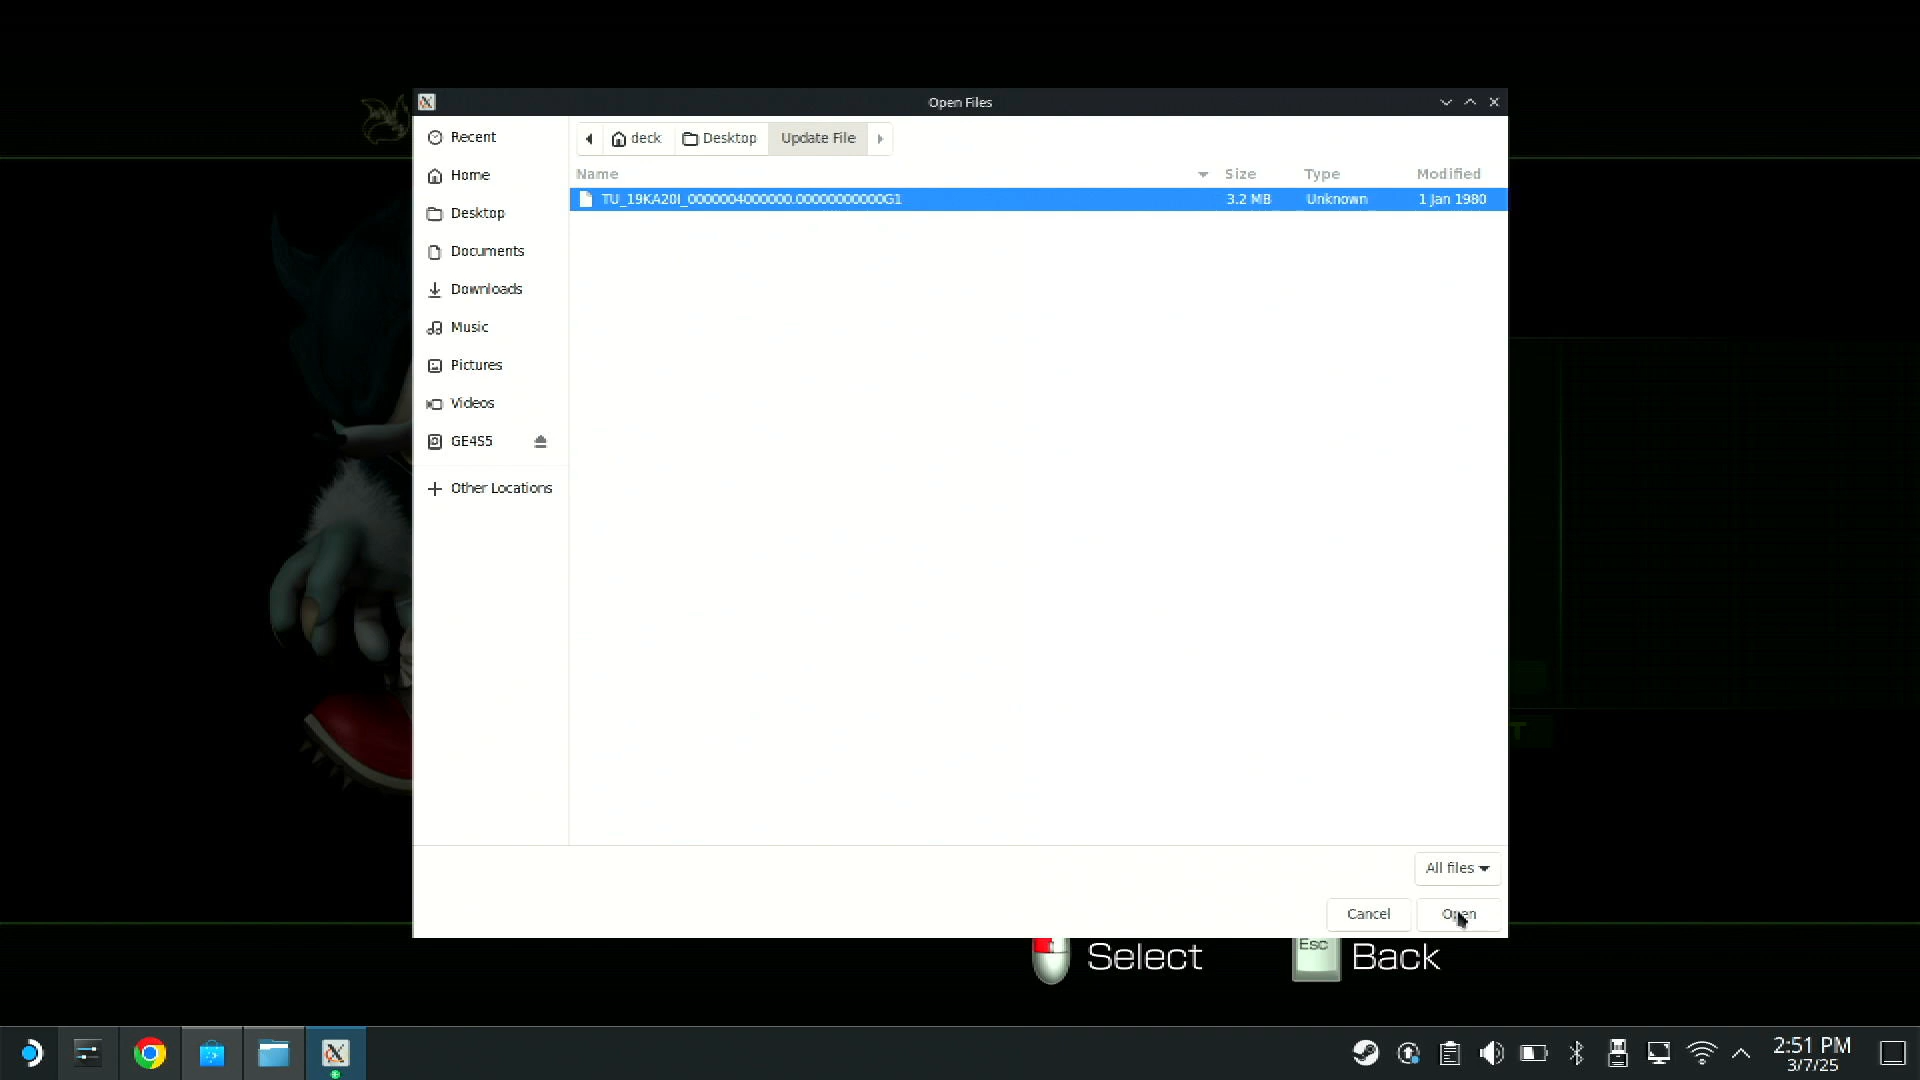 Open Files
Recent
Home
Desktop
Documents
Downloads
Music
Pictures
Videos
GE4S5
Other Locations
deck Desktop Update File
Name Size Type Modified
TU_19KA20I_0000004000000.00000000000G1 3.2 MB Unknown 1 Jan 1980
All files
Cancel Open
T
Esc
Select Back
2:51 PM
3/7/25